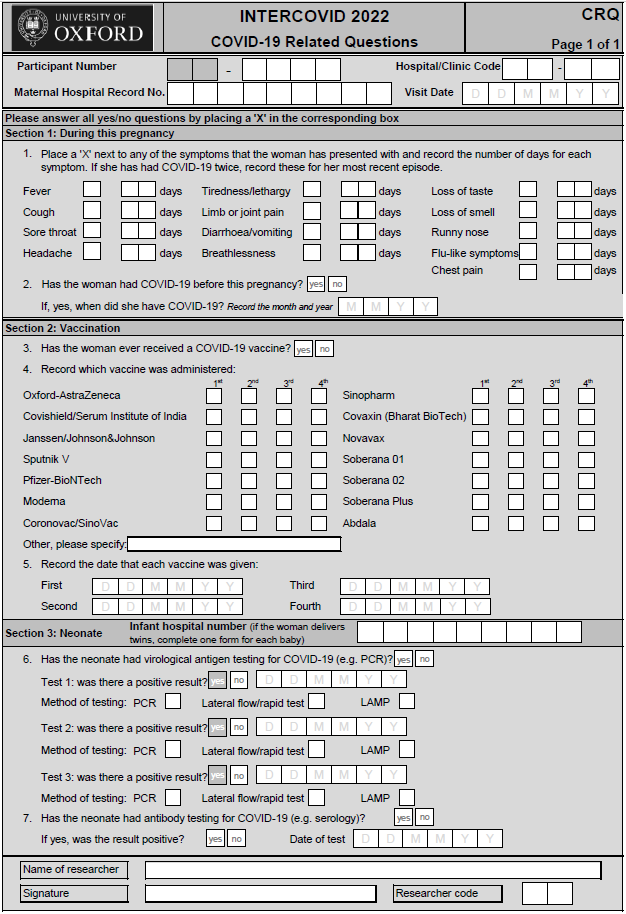 UNIVERSITY OF
OXFORD
INTERCOVID 2022
COVID-19 Related Questions
CRQ
Page 1 of 1
Participant Number - Hospital/Clinic Code -
Maternal Hospital Record No. Visit Date D D M M Y Y
Please answer all yes/no questions by placing a 'X' in the corresponding box
Section 1: During this pregnancy
1. Place a 'X' next to any of the symptoms that the woman has presented with and record the number of days for each
symptom. If she has had COVID-19 twice, record these for her most recent episode.
Fever days Tiredness/lethargy days Loss of taste days
Cough days Limb or joint pain days Loss of smell days
Sore throat days Diarrhoea/vomiting days Runny nose days
Headache days Breathlessness days Flu-like symptoms days
Chest pain days
2. Has the woman had COVID-19 before this pregnancy? yes no
If, yes, when did she have COVID-19? Record the month and year M M Y Y
Section 2: Vaccination
3. Has the woman ever received a COVID-19 vaccine? yes no
4. Record which vaccine was administered:
1st 2nd 3rd 4th 1st 2nd 3rd 4th
Oxford-AstraZeneca Sinopharm
Covishield/Serum Institute of India Covaxin (Bharat BioTech)
Janssen/Johnson&Johnson Novavax
Sputnik V Soberana 01
Pfizer-BioNTech Soberana 02
Moderna Soberana Plus
Coronovac/SinoVac Abdala
Other, please specify:
5. Record the date that each vaccine was given:
First D D M M Y Y Third D D M M Y Y
Second D D M M Y Y Fourth D D M M Y Y
Section 3: Neonate Infant hospital number (if the woman delivers
twins, complete one form for each baby)
6. Has the neonate had virological antigen testing for COVID-19 (e.g. PCR)? yes no
Test 1: was there a positive result? yes no D D M M Y Y
Method of testing: PCR Lateral flow/rapid test LAMP
Test 2: was there a positive result? yes no D D M M Y Y
Method of testing: PCR Lateral flow/rapid test LAMP
Test 3: was there a positive result? yes no D D M M Y Y
Method of testing: PCR Lateral flow/rapid test LAMP
7. Has the neonate had antibody testing for COVID-19 (e.g. serology)? yes no
If yes, was the result positive? yes no Date of test D D M M Y Y
Name of researcher
Signature Researcher code